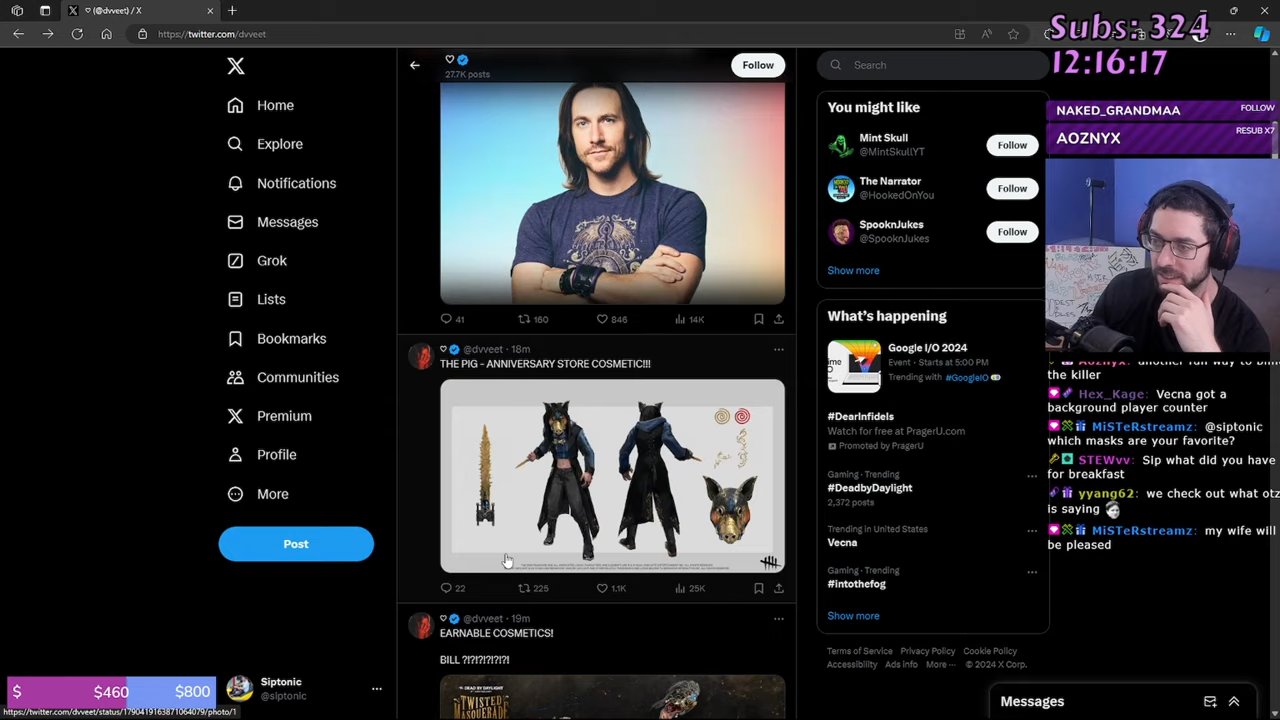 ♡ (@dvveet) / X
https://twitter.com/dvveet
Subs: 324
12:16:17
NAKED_GRANDMAA
FOLLOW
AOZNYX
RESUB X7
Home
Explore
Notifications
Messages
Grok
Lists
Bookmarks
Communities
Premium
Profile
More
Post
Siptonic
@siptonic
$ $460 $800
https://twitter.com/dvveet/status/1790419163871064079/photo/1
27.7K posts
Follow
41 160 846 14K
@dvveet · 18m
THE PIG - ANNIVERSARY STORE COSMETIC!!!
22 225 1.1K 25K
@dvveet · 19m
EARNABLE COSMETICS!
BILL ?!?!?!?!?!?!
DEAD BY DAYLIGHT
TWISTED
MASQUERADE
Search
You might like
Mint Skull
@MintSkullYT
Follow
The Narrator
@HookedOnYou
Follow
SpooknJukes
@SpooknJukes
Follow
Show more
What's happening
Google I/O 2024
Event · Starts at 5:00 PM
Trending with #GoogleIO
#DearInfidels
Watch for free at PragerU.com
Promoted by PragerU
Gaming · Trending
#DeadbyDaylight
2,372 posts
Trending in United States
Vecna
Gaming · Trending
#intothefog
Show more
Terms of Service Privacy Policy Cookie Policy
Accessibility Ads info More ··· © 2024 X Corp.
Messages
the killer
Hex_Kage: Vecna got a
background player counter
MiSTeRstreamz: @siptonic
which masks are your favorite?
STEWvv: Sip what did you have
for breakfast
yyang62: we check out what otz
is saying
MiSTeRstreamz: my wife will
be pleased